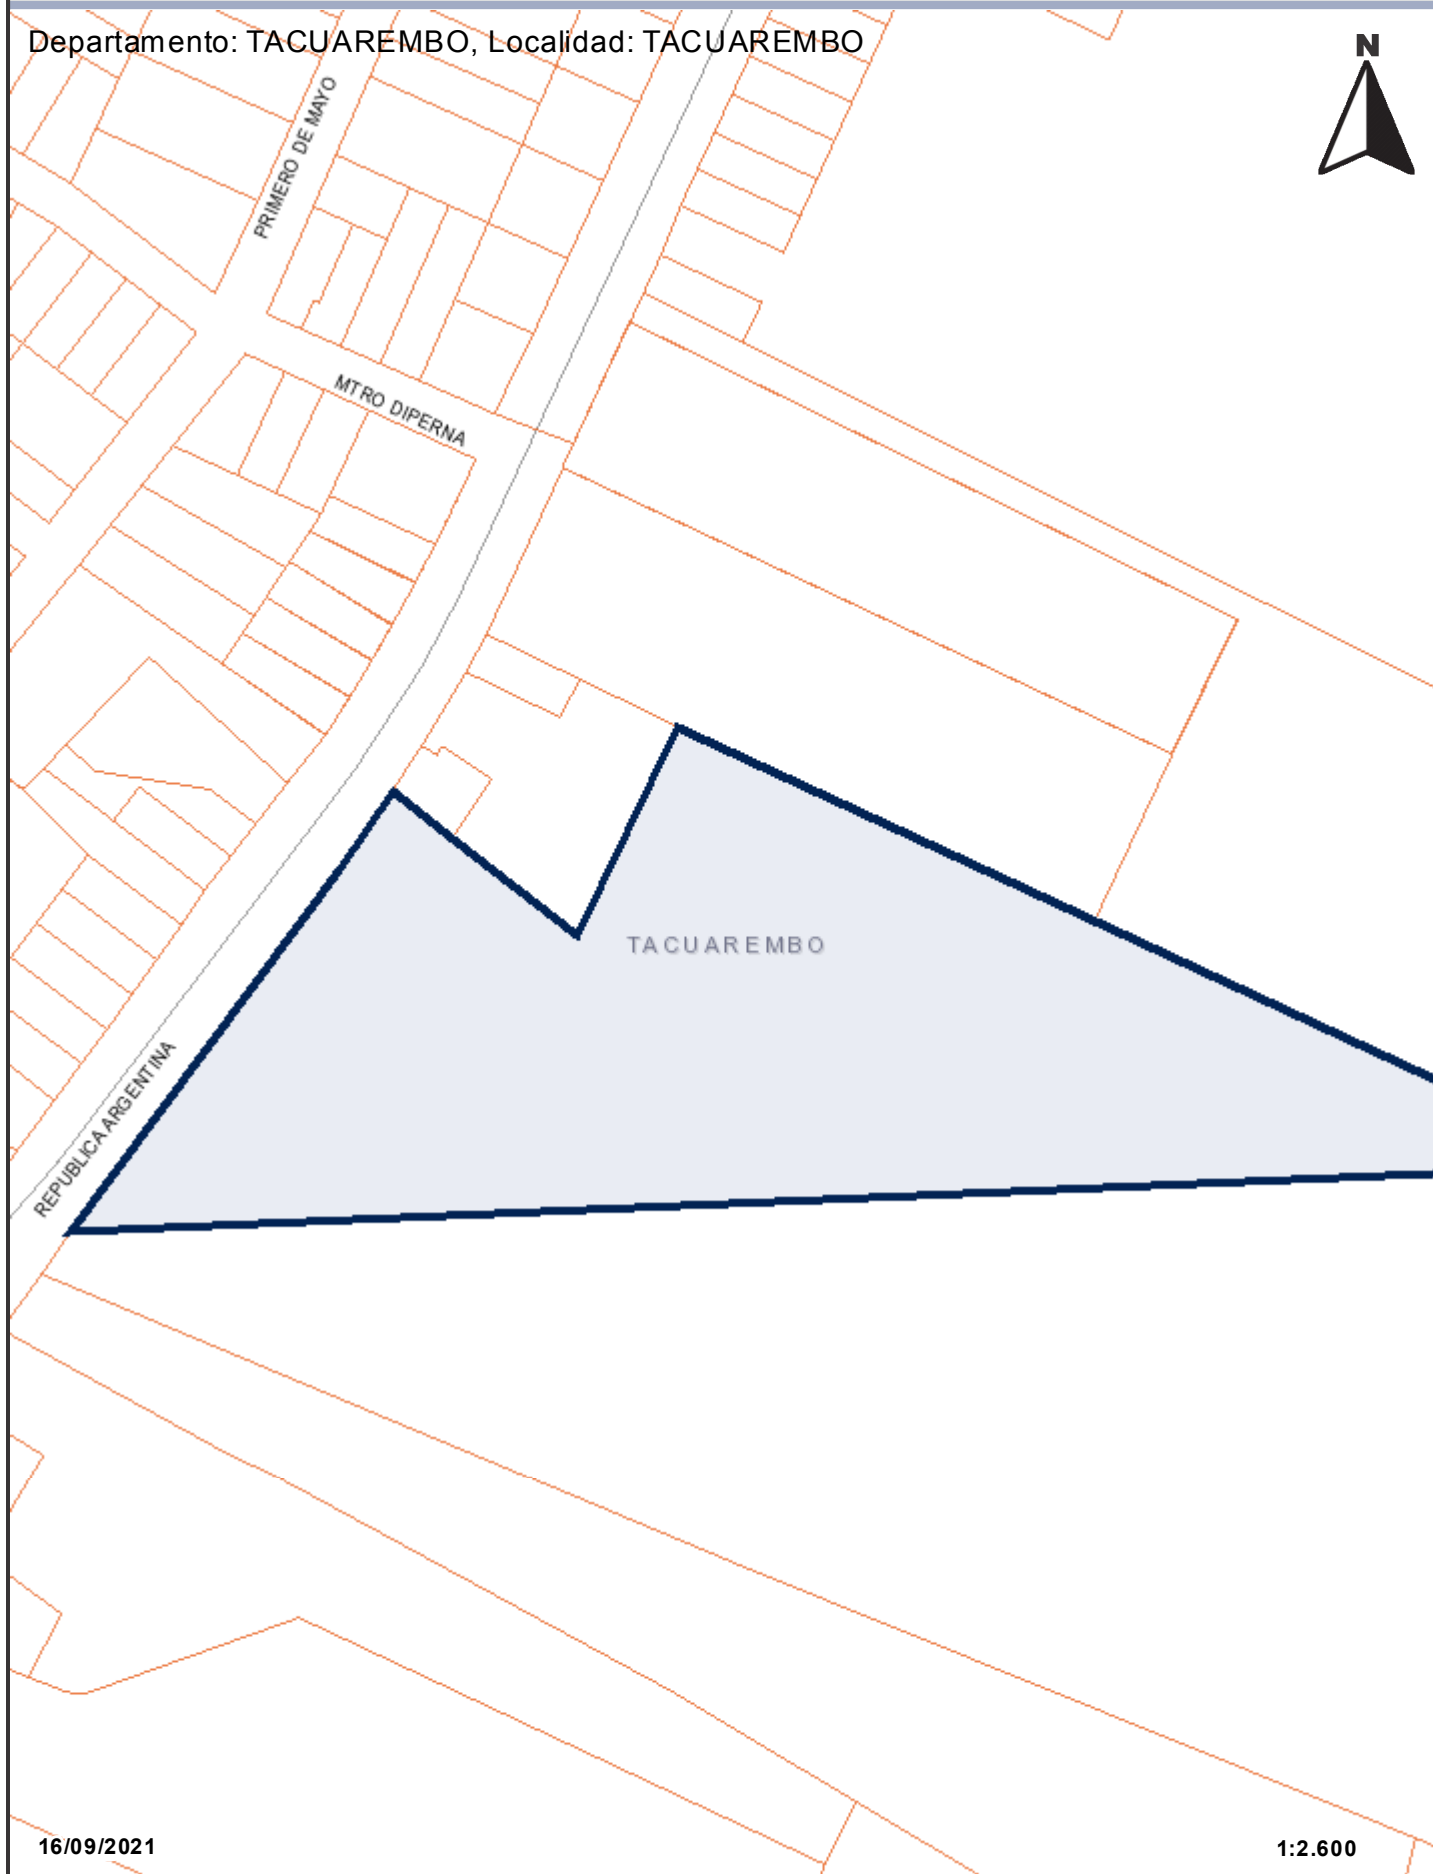 Departamento: TACUAREMBO, Localidad: TACUAREMBO
N
PRIMERO DE MAYO
MTRO DIPERNA
TACUAREMBO
REPUBLICA ARGENTINA
16/09/2021
1:2.600